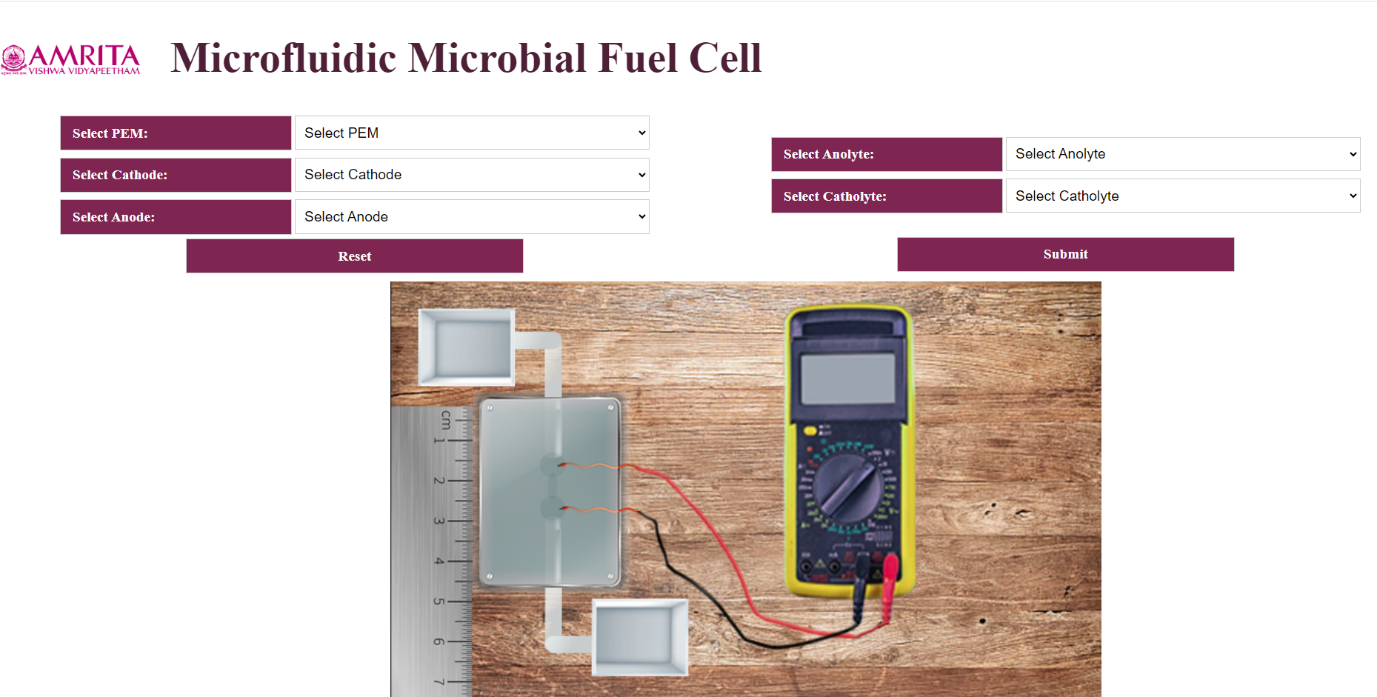 AMRITA
VISHWA VIDYAPEETHAM
Microfluidic Microbial Fuel Cell
Select PEM:
Select PEM
Select Cathode:
Select Cathode
Select Anode:
Select Anode
Reset
Select Anolyte:
Select Anolyte
Select Catholyte:
Select Catholyte
Submit
cm
1
2
3
4
5
6
7